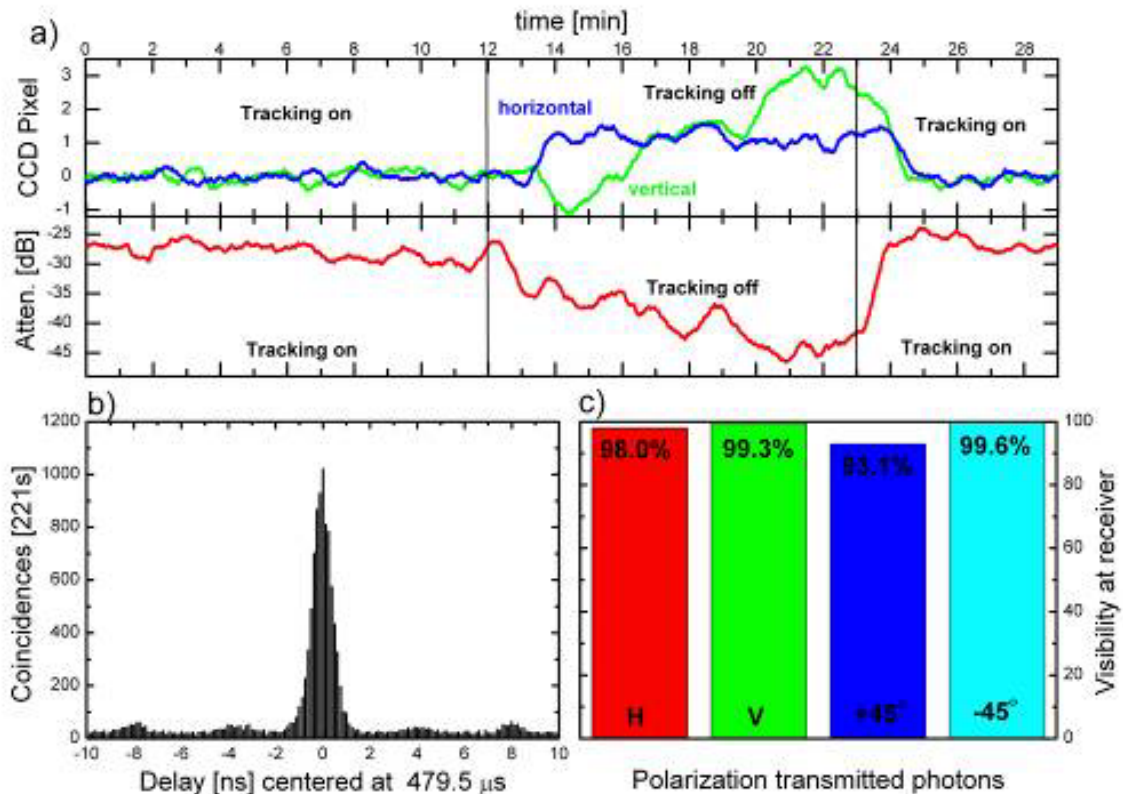 time [min]
a)
0 2 4 6 8 10 12 14 16 18 20 22 24 26 28
3
2
1
0
-1
CCD Pixel
Tracking on
horizontal
Tracking off
vertical
Tracking on
-25
-30
-35
-40
-45
Atten. [dB]
Tracking on
Tracking off
Tracking on
b)
1200
1000
800
600
400
200
0
Coincidences [221s]
-10 -8 -6 -4 -2 0 2 4 6 8 10
Delay [ns] centered at 479.5 μs
c)
98.0% 99.3% 93.1% 99.6%
H V +45° -45°
100
80
60
40
20
0
Visibility at receiver
Polarization transmitted photons